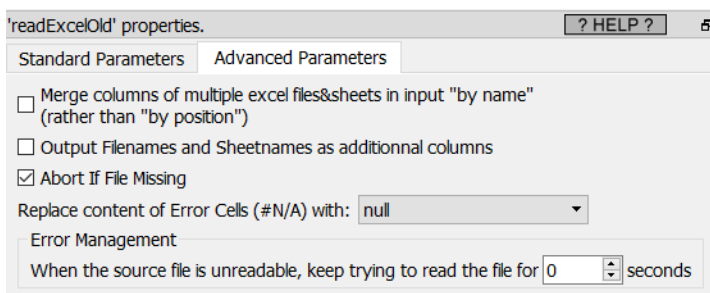 'readExcelOld' properties.
? HELP ?
Standard Parameters
Advanced Parameters
Merge columns of multiple excel files&sheets in input "by name"
(rather than "by position")
Output Filenames and Sheetnames as additionnal columns
Abort If File Missing
Replace content of Error Cells (#N/A) with: null
Error Management
When the source file is unreadable, keep trying to read the file for 0 seconds